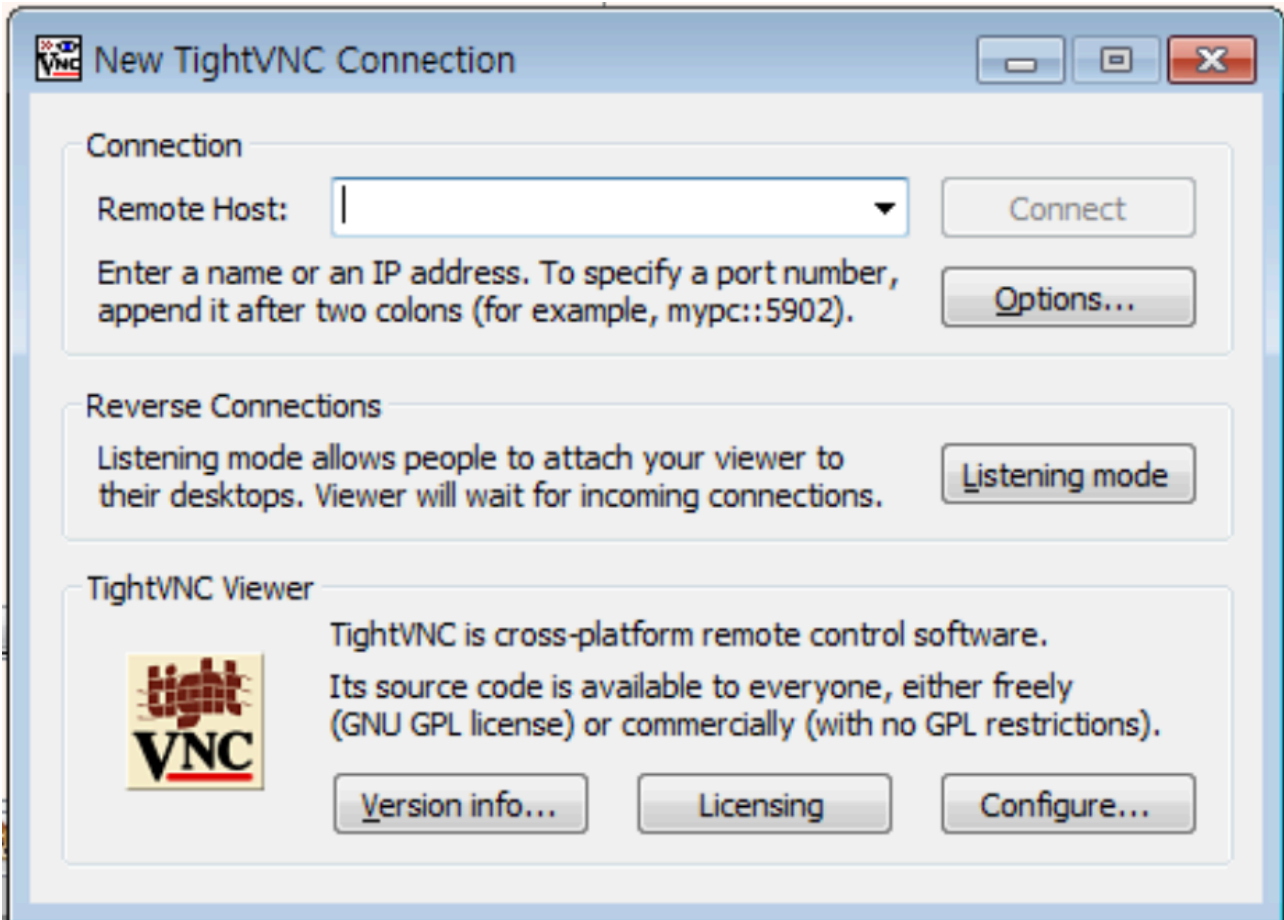 VNC
New TightVNC Connection
Connection
Remote Host:
Connect
Enter a name or an IP address. To specify a port number,
append it after two colons (for example, mypc::5902).
Options...
Reverse Connections
Listening mode allows people to attach your viewer to
their desktops. Viewer will wait for incoming connections.
Listening mode
TightVNC Viewer
tight
VNC
TightVNC is cross-platform remote control software.
Its source code is available to everyone, either freely
(GNU GPL license) or commercially (with no GPL restrictions).
Version info...
Licensing
Configure...